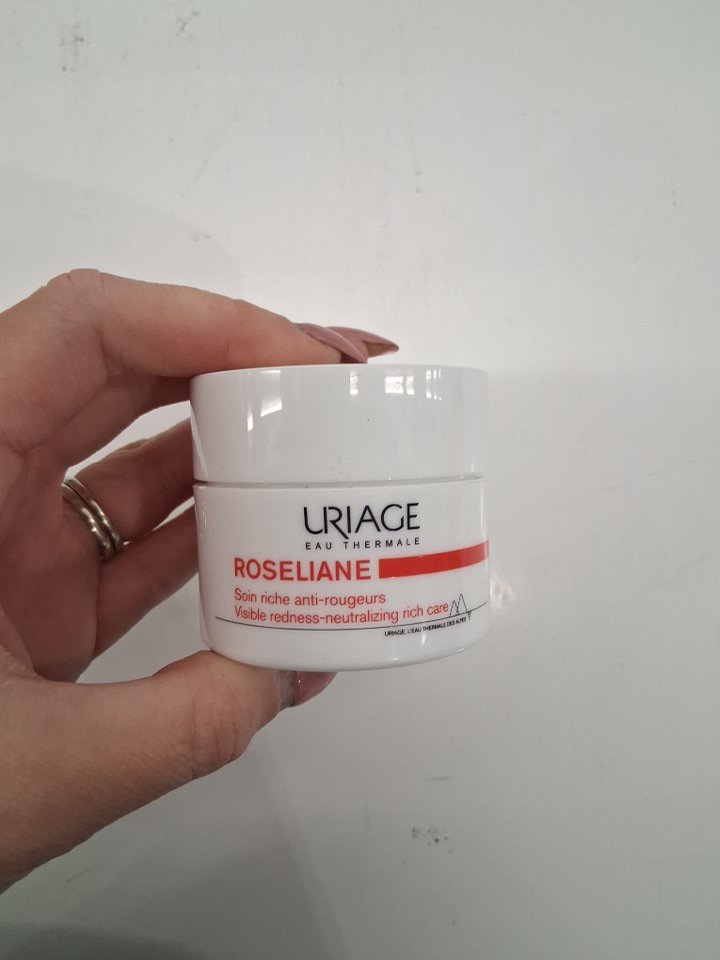 URIAGE
EAU THERMALE
ROSELIANE
Soin riche anti-rougeurs
Visible redness-neutralizing rich care
URIAGE, L'EAU THERMALE DES ALPES